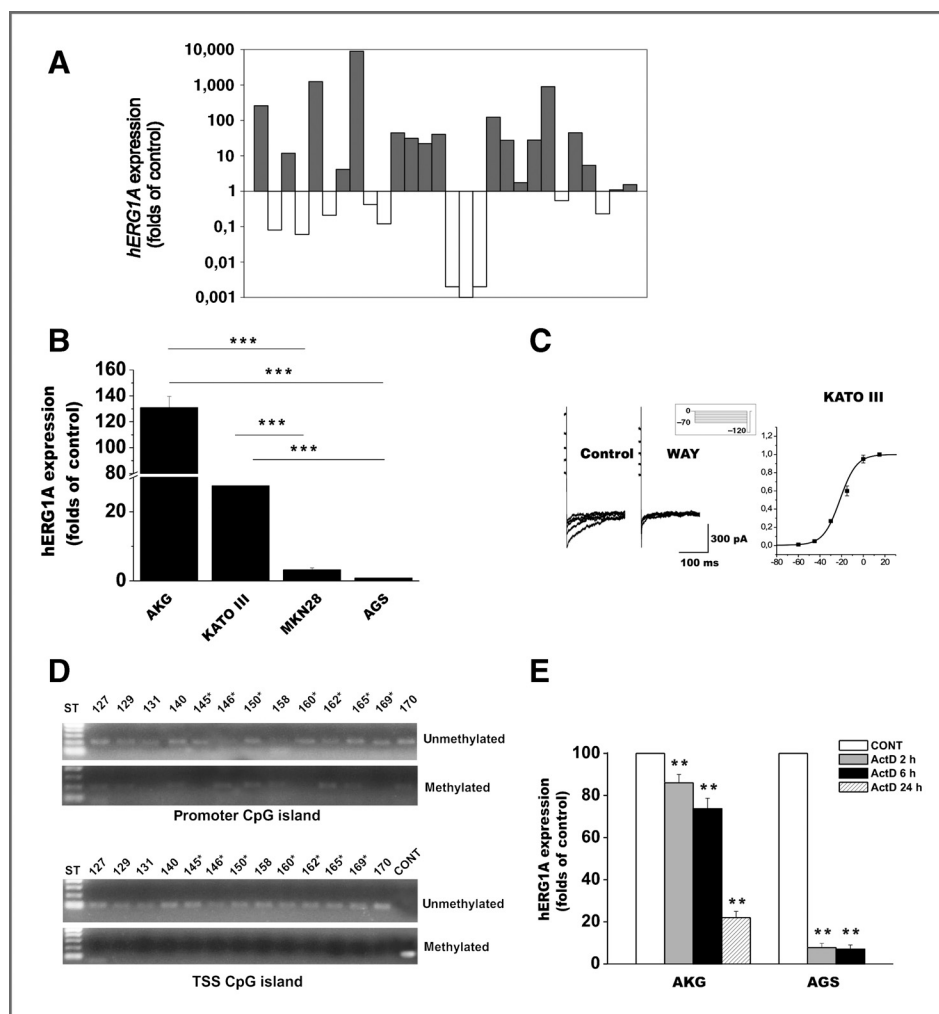 A
hERG1A expression
(folds of control)
10,000
1,000
100
10
1
0,1
0,01
0,001
B
hERG1A expression
(folds of control)
160
150
140
130
120
110
100
90
80
20
0
***
***
***
***
AKG
KATO III
MKN28
AGS
C
Control
WAY
0
−70
−120
300 pA
100 ms
KATO III
1,0
0,8
0,6
0,4
0,2
0,0
-80 -60 -40 -20 0 20
D
ST 127 129 131 140 145* 146* 150* 158 160* 162* 165* 169* 170
Unmethylated
Methylated
Promoter CpG island
ST 127 129 131 140 145* 146* 150* 158 160* 162* 165* 169* 170 CONT
Unmethylated
Methylated
TSS CpG island
E
hERG1A expression
(folds of control)
100
80
60
40
20
0
CONT
ActD 2 h
ActD 6 h
ActD 24 h
** ** **
** **
AKG AGS